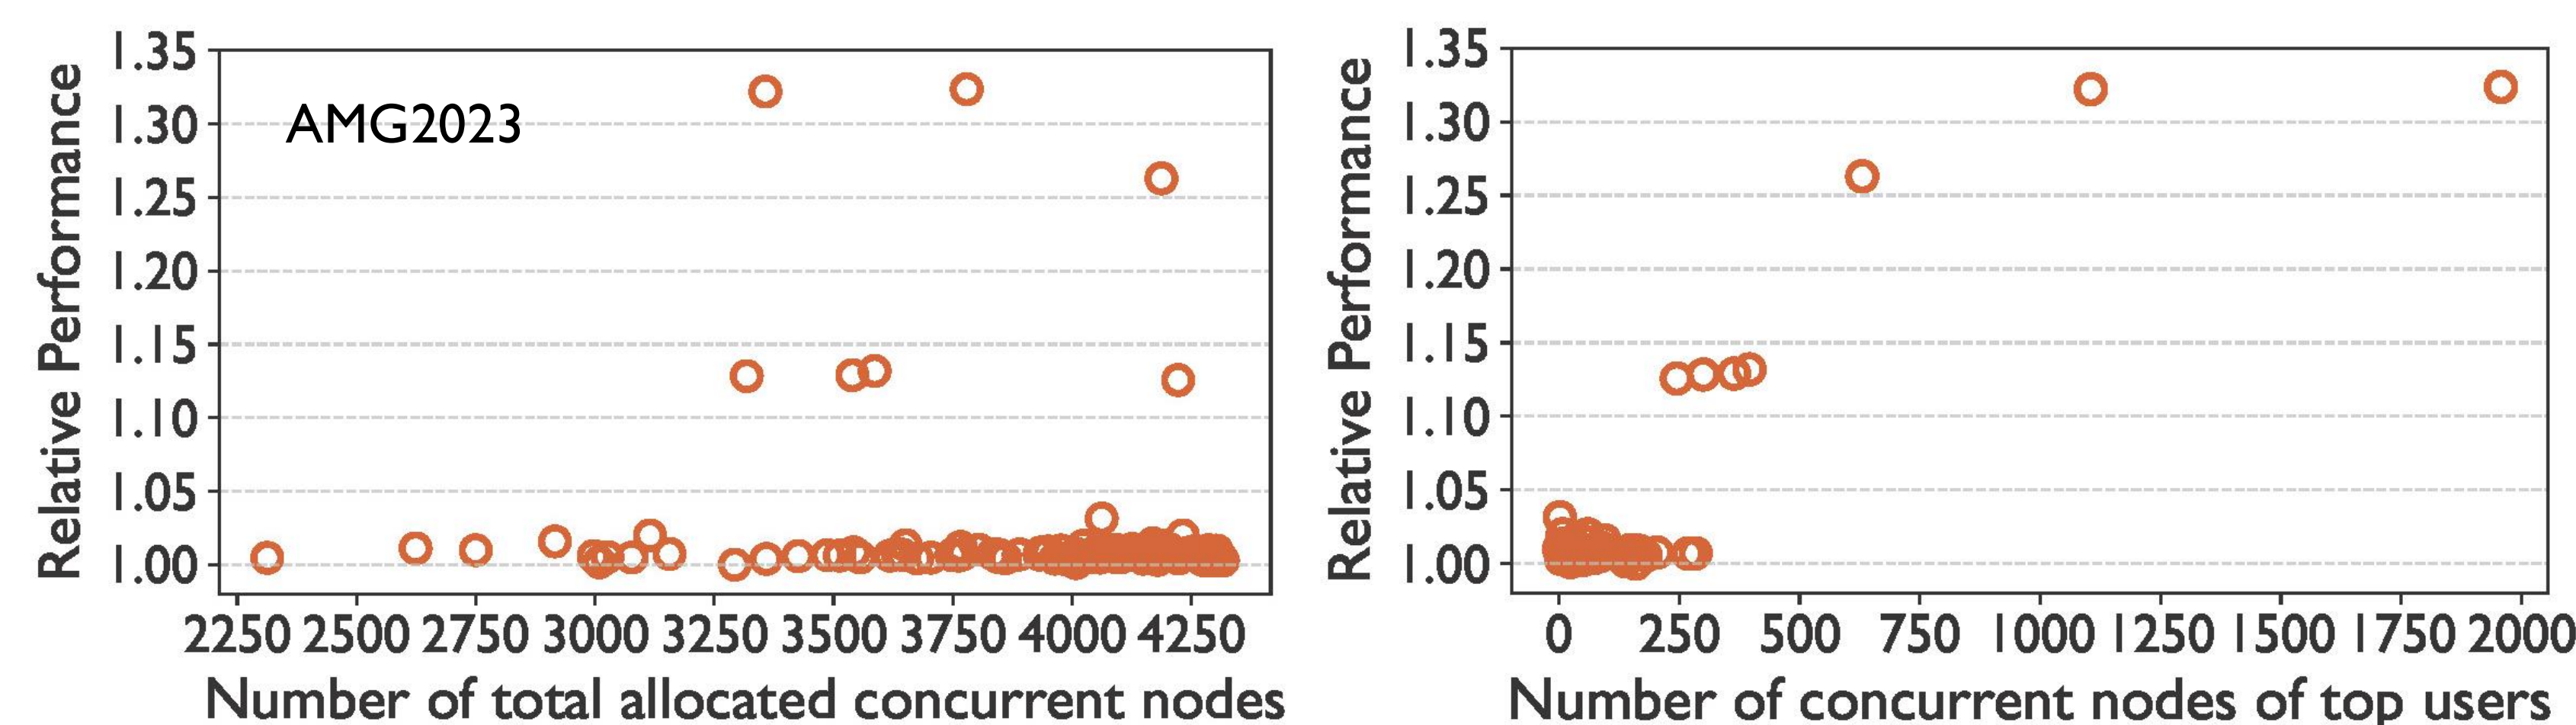 Relative Performance
1.35
1.30
1.25
1.20
1.15
1.10
1.05
1.00
AMG2023
2250 2500 2750 3000 3250 3500 3750 4000 4250
Number of total allocated concurrent nodes
Relative Performance
1.35
1.30
1.25
1.20
1.15
1.10
1.05
1.00
0 250 500 750 1000 1250 1500 1750 2000
Number of concurrent nodes of top users